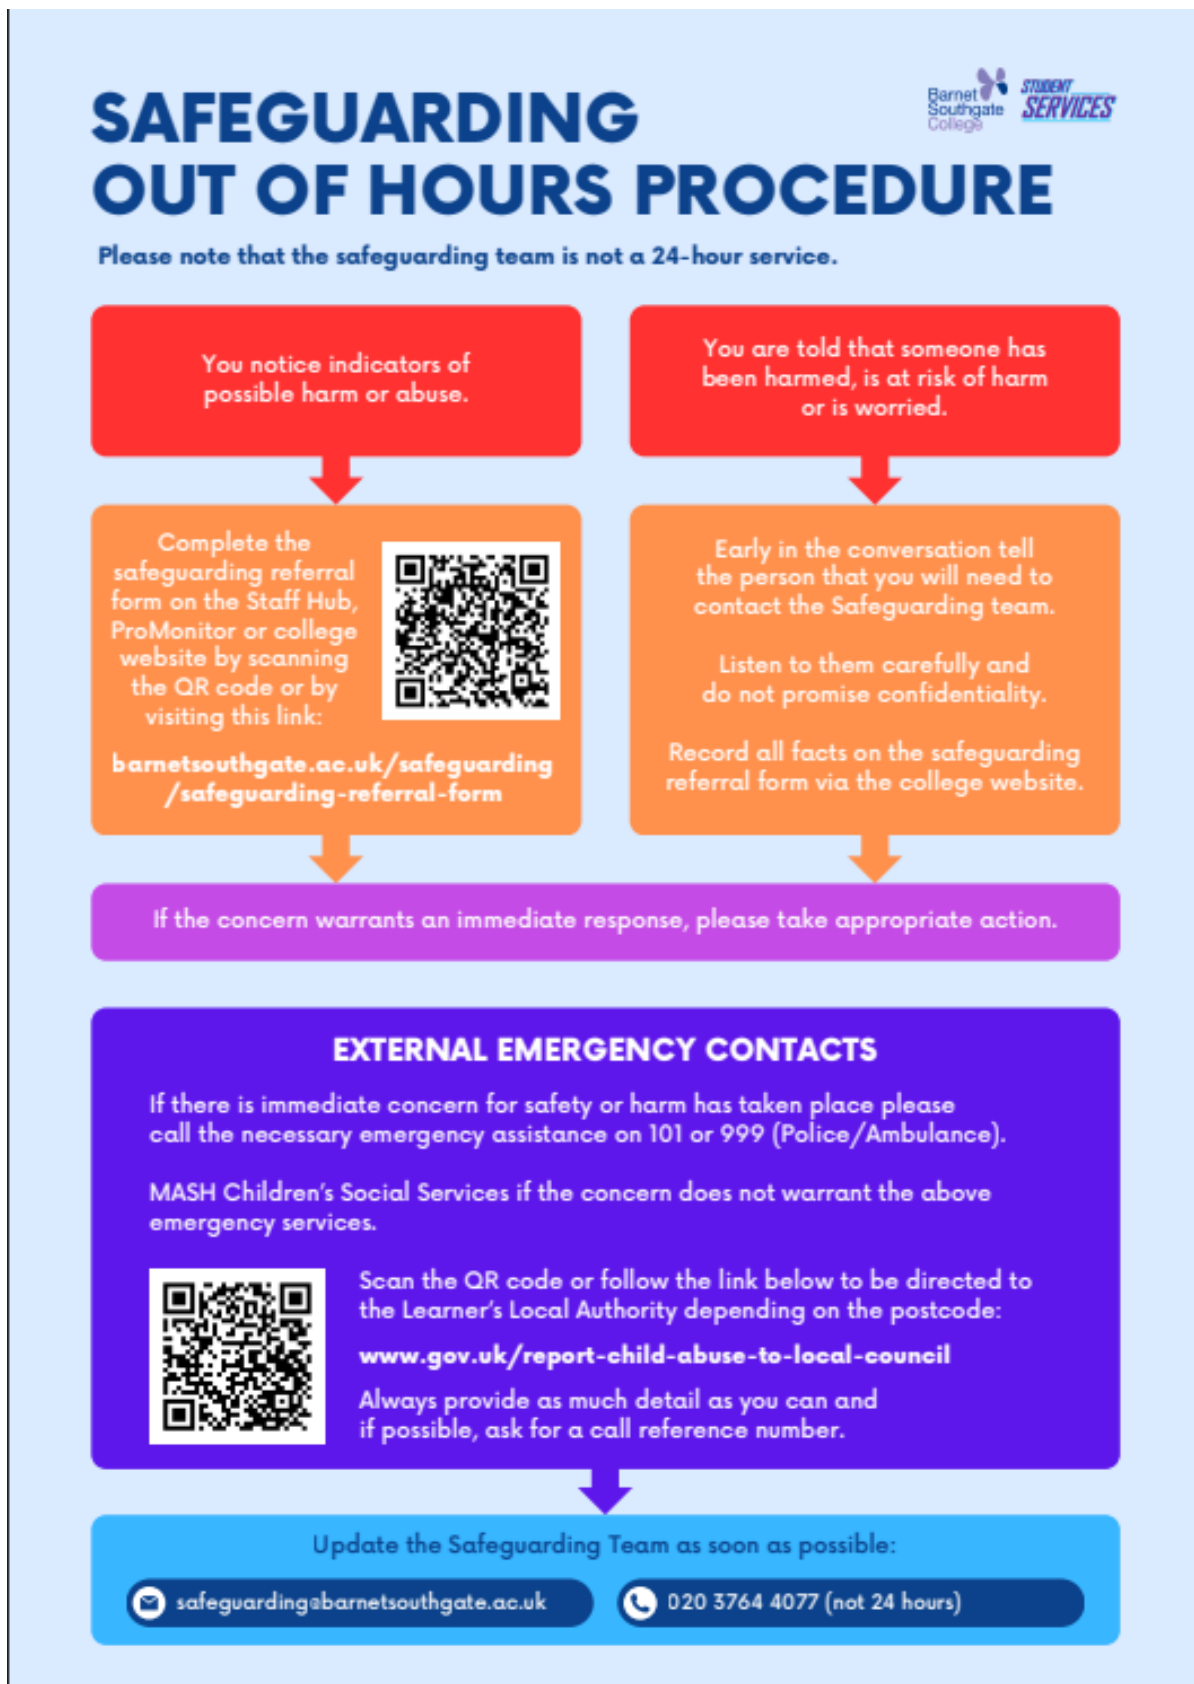 SAFEGUARDING
OUT OF HOURS PROCEDURE
Barnet
Southgate
College
STUDENT
SERVICES
Please note that the safeguarding team is not a 24-hour service.
You notice indicators of
possible harm or abuse.
You are told that someone has
been harmed, is at risk of harm
or is worried.
Complete the
safeguarding referral
form on the Staff Hub,
ProMonitor or college
website by scanning
the QR code or by
visiting this link:
barnetsouthgate.ac.uk/safeguarding
/safeguarding-referral-form
Early in the conversation tell
the person that you will need to
contact the Safeguarding team.
Listen to them carefully and
do not promise confidentiality.
Record all facts on the safeguarding
referral form via the college website.
If the concern warrants an immediate response, please take appropriate action.
EXTERNAL EMERGENCY CONTACTS
If there is immediate concern for safety or harm has taken place please
call the necessary emergency assistance on 101 or 999 (Police/Ambulance).
MASH Children's Social Services if the concern does not warrant the above
emergency services.
Scan the QR code or follow the link below to be directed to
the Learner's Local Authority depending on the postcode:
www.gov.uk/report-child-abuse-to-local-council
Always provide as much detail as you can and
if possible, ask for a call reference number.
Update the Safeguarding Team as soon as possible:
safeguarding@barnetsouthgate.ac.uk
020 3764 4077 (not 24 hours)